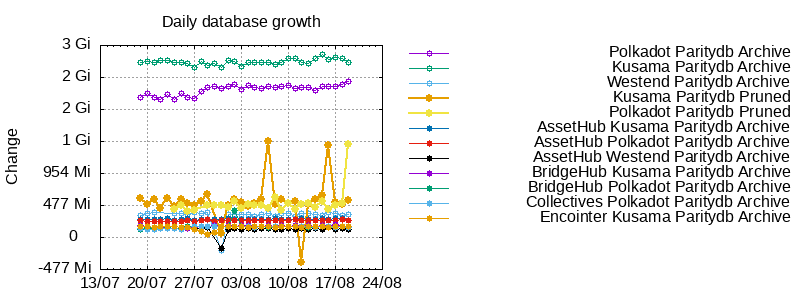 Daily database growth
3 Gi
2 Gi
2 Gi
1 Gi
954 Mi
477 Mi
0
-477 Mi
Change
13/07 20/07 27/07 03/08 10/08 17/08 24/08
Polkadot Paritydb Archive
Kusama Paritydb Archive
Westend Paritydb Archive
Kusama Paritydb Pruned
Polkadot Paritydb Pruned
AssetHub Kusama Paritydb Archive
AssetHub Polkadot Paritydb Archive
AssetHub Westend Paritydb Archive
BridgeHub Kusama Paritydb Archive
BridgeHub Polkadot Paritydb Archive
Collectives Polkadot Paritydb Archive
Encointer Kusama Paritydb Archive